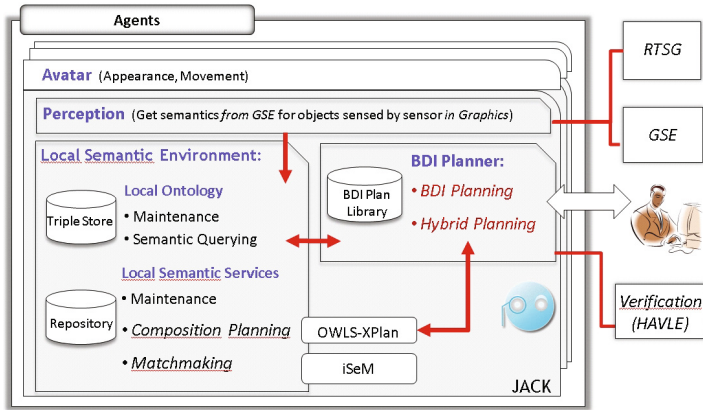 Agents
Avatar (Appearance, Movement)
Perception (Get semantics from GSE for objects sensed by sensor in Graphics)
Local Semantic Environment:
Local Ontology
Triple Store
• Maintenance
• Semantic Querying
Local Semantic Services
Repository
• Maintenance
• Composition Planning
• Matchmaking
BDI Planner:
BDI Plan
Library
• BDI Planning
• Hybrid Planning
OWLS-XPlan
iSeM
JACK
RTSG
GSE
Verification
(HAVLE)